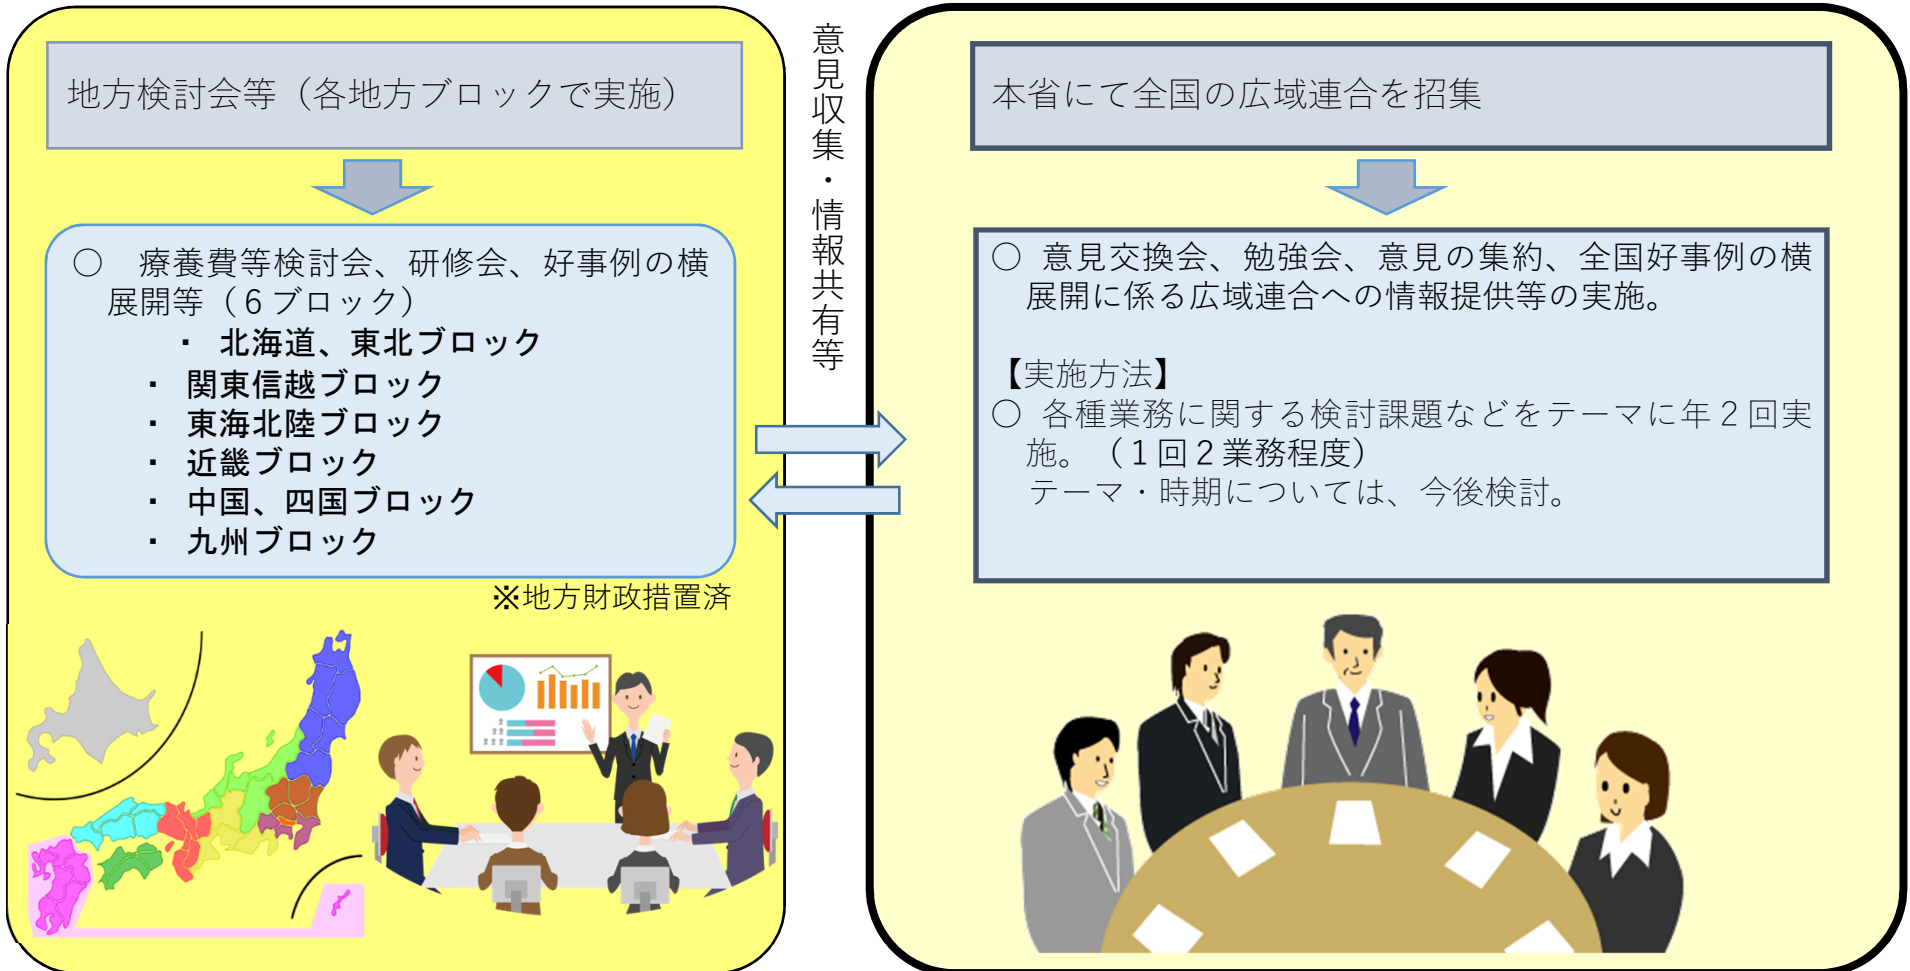 地方検討会等（各地方ブロックで実施）
○　療養費等検討会、研修会、好事例の横
展開等（６ブロック）
・ 北海道、東北ブロック
・ 関東信越ブロック
・ 東海北陸ブロック
・ 近畿ブロック
・ 中国、四国ブロック
・ 九州ブロック
※地方財政措置済
意見収集・情報共有等
本省にて全国の広域連合を招集
○ 意見交換会、勉強会、意見の集約、全国好事例の横
展開に係る広域連合への情報提供等の実施。
【実施方法】
○ 各種業務に関する検討課題などをテーマに年２回実
施。（１回２業務程度）
テーマ・時期については、今後検討。